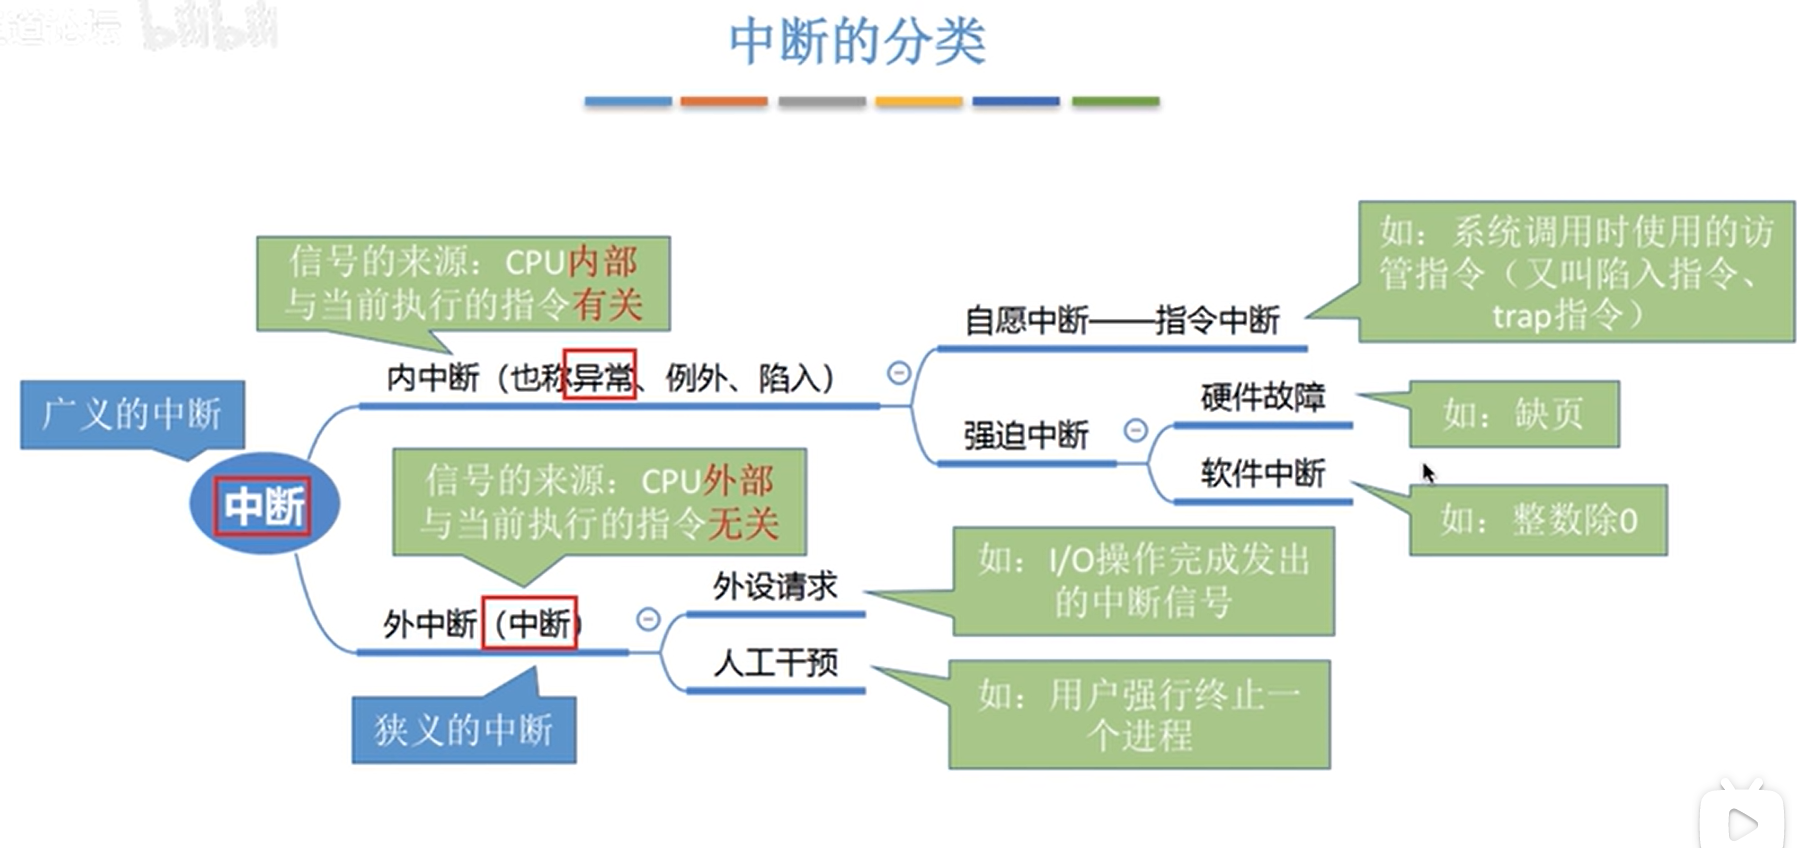 中断的分类
信号的来源：CPU内部
与当前执行的指令有关
内中断（也称异常、例外、陷入）
自愿中断——指令中断
如：系统调用时使用的访
管指令（又叫陷入指令、
trap指令）
强迫中断
硬件故障
如：缺页
软件中断
如：整数除0
广义的中断
中断
信号的来源：CPU外部
与当前执行的指令无关
外中断（中断）
狭义的中断
外设请求
如：I/O操作完成发出
的中断信号
人工干预
如：用户强行终止一
个进程
bilibili